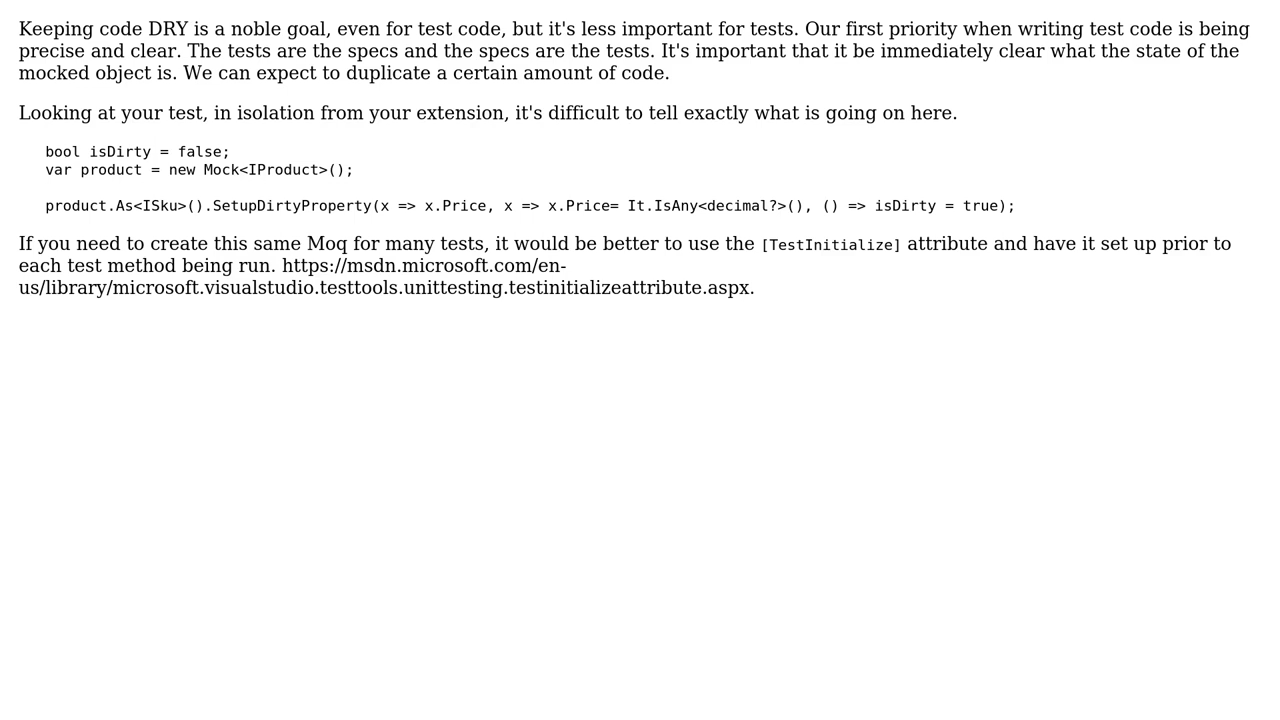 Keeping code DRY is a noble goal, even for test code, but it's less important for tests. Our first priority when writing test code is being
precise and clear. The tests are the specs and the specs are the tests. It's important that it be immediately clear what the state of the
mocked object is. We can expect to duplicate a certain amount of code.
Looking at your test, in isolation from your extension, it's difficult to tell exactly what is going on here.
bool isDirty = false;
var product = new Mock<IProduct>();
product.As<ISku>().SetupDirtyProperty(x => x.Price, x => x.Price= It.IsAny<decimal?>(), () => isDirty = true);
If you need to create this same Moq for many tests, it would be better to use the [TestInitialize] attribute and have it set up prior to
each test method being run. https://msdn.microsoft.com/en-
us/library/microsoft.visualstudio.testtools.unittesting.testinitializeattribute.aspx.